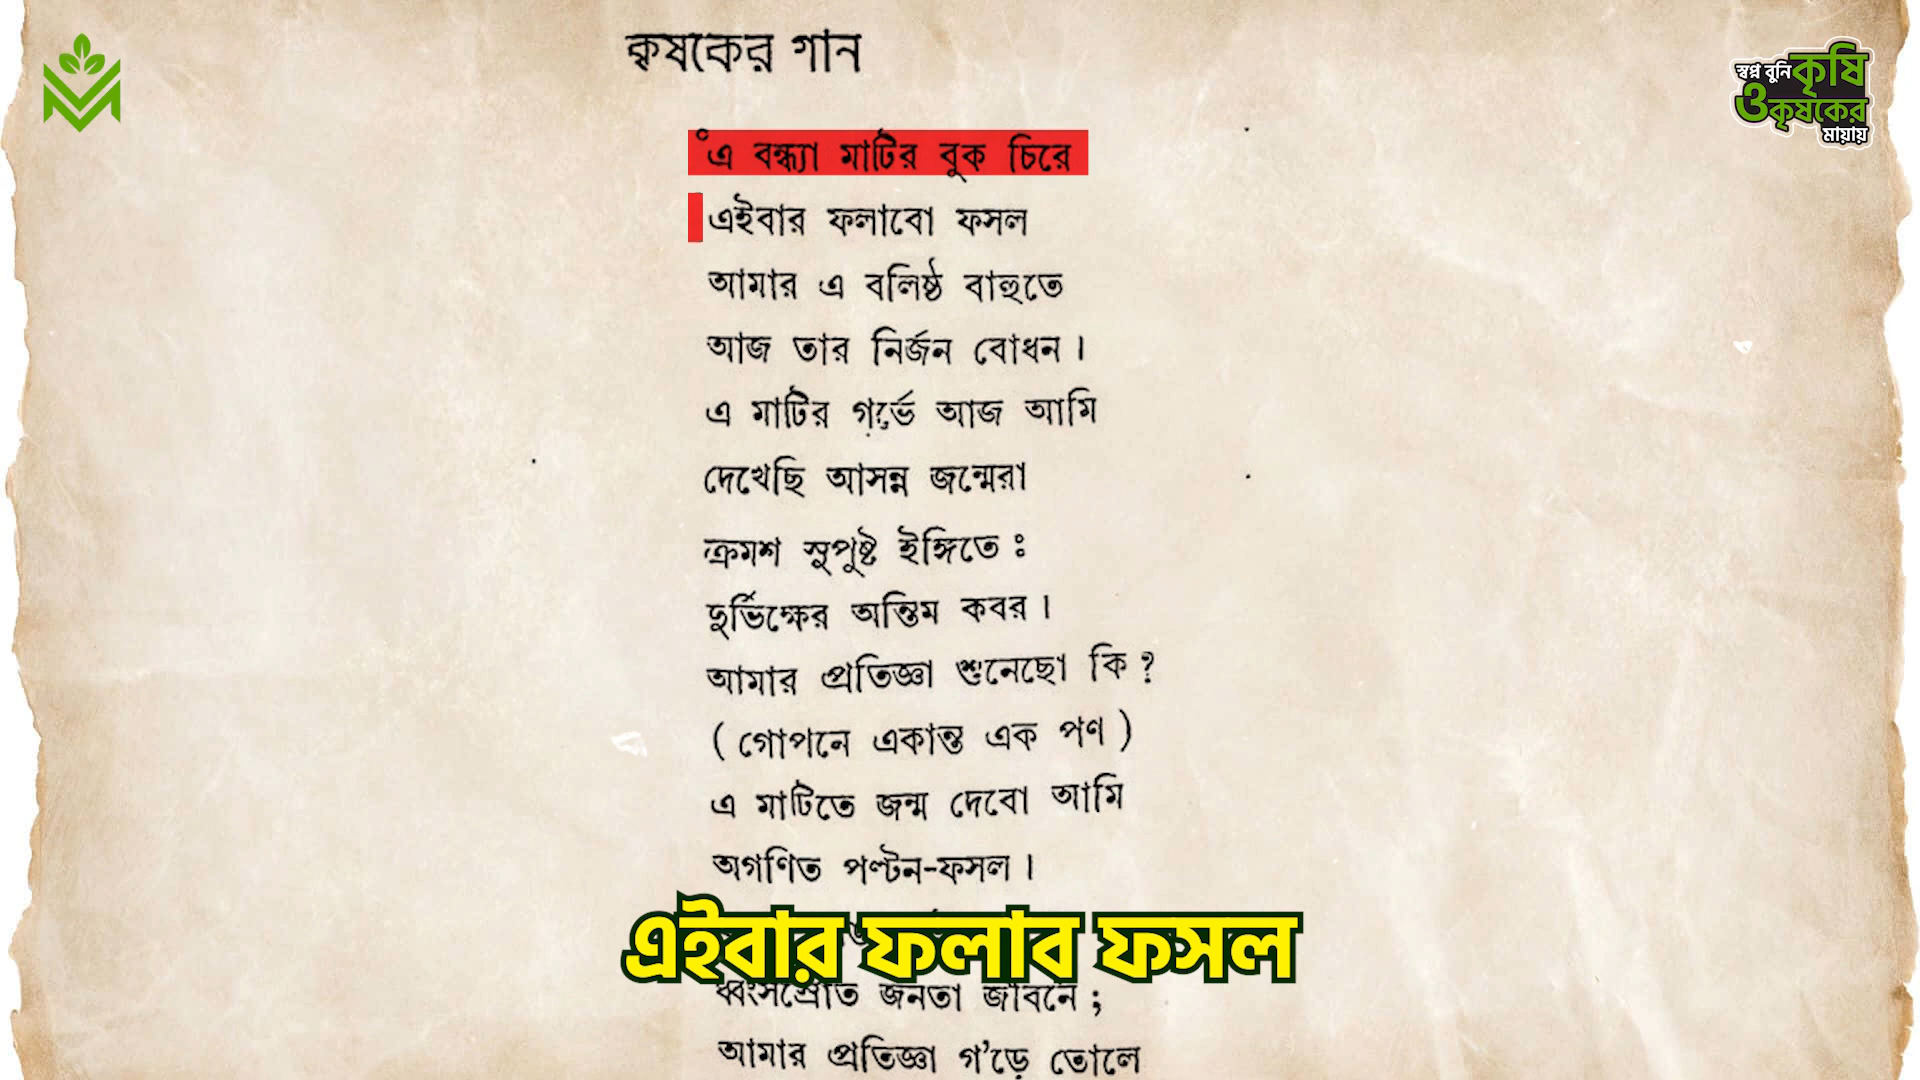 কৃষকের গান
স্বপ্ন বুনি কৃষি
ও কৃষকের
মায়ায়
এ বন্ধ্যা মাটির বুক চিরে
এইবার ফলাবো ফসল
আমার এ বলিষ্ঠ বাহুতে
আজ তার নির্জন বোধন।
এ মাটির গর্ভে আজ আমি
দেখেছি আসন্ন জন্মেরা
ক্রমশ সুপুষ্ট ইঙ্গিতে ঃ
দুর্ভিক্ষের অন্তিম কবর।
আমার প্রতিজ্ঞা শুনেছো কি ?
( গোপনে একান্ত এক পণ )
এ মাটিতে জন্ম দেবো আমি
অগণিত পল্টন-ফসল।
এইবার ফলাব ফসল
ধ্বংসস্রোত জনতা জীবনে ;
আমার প্রতিজ্ঞা গ'ড়ে তোলে